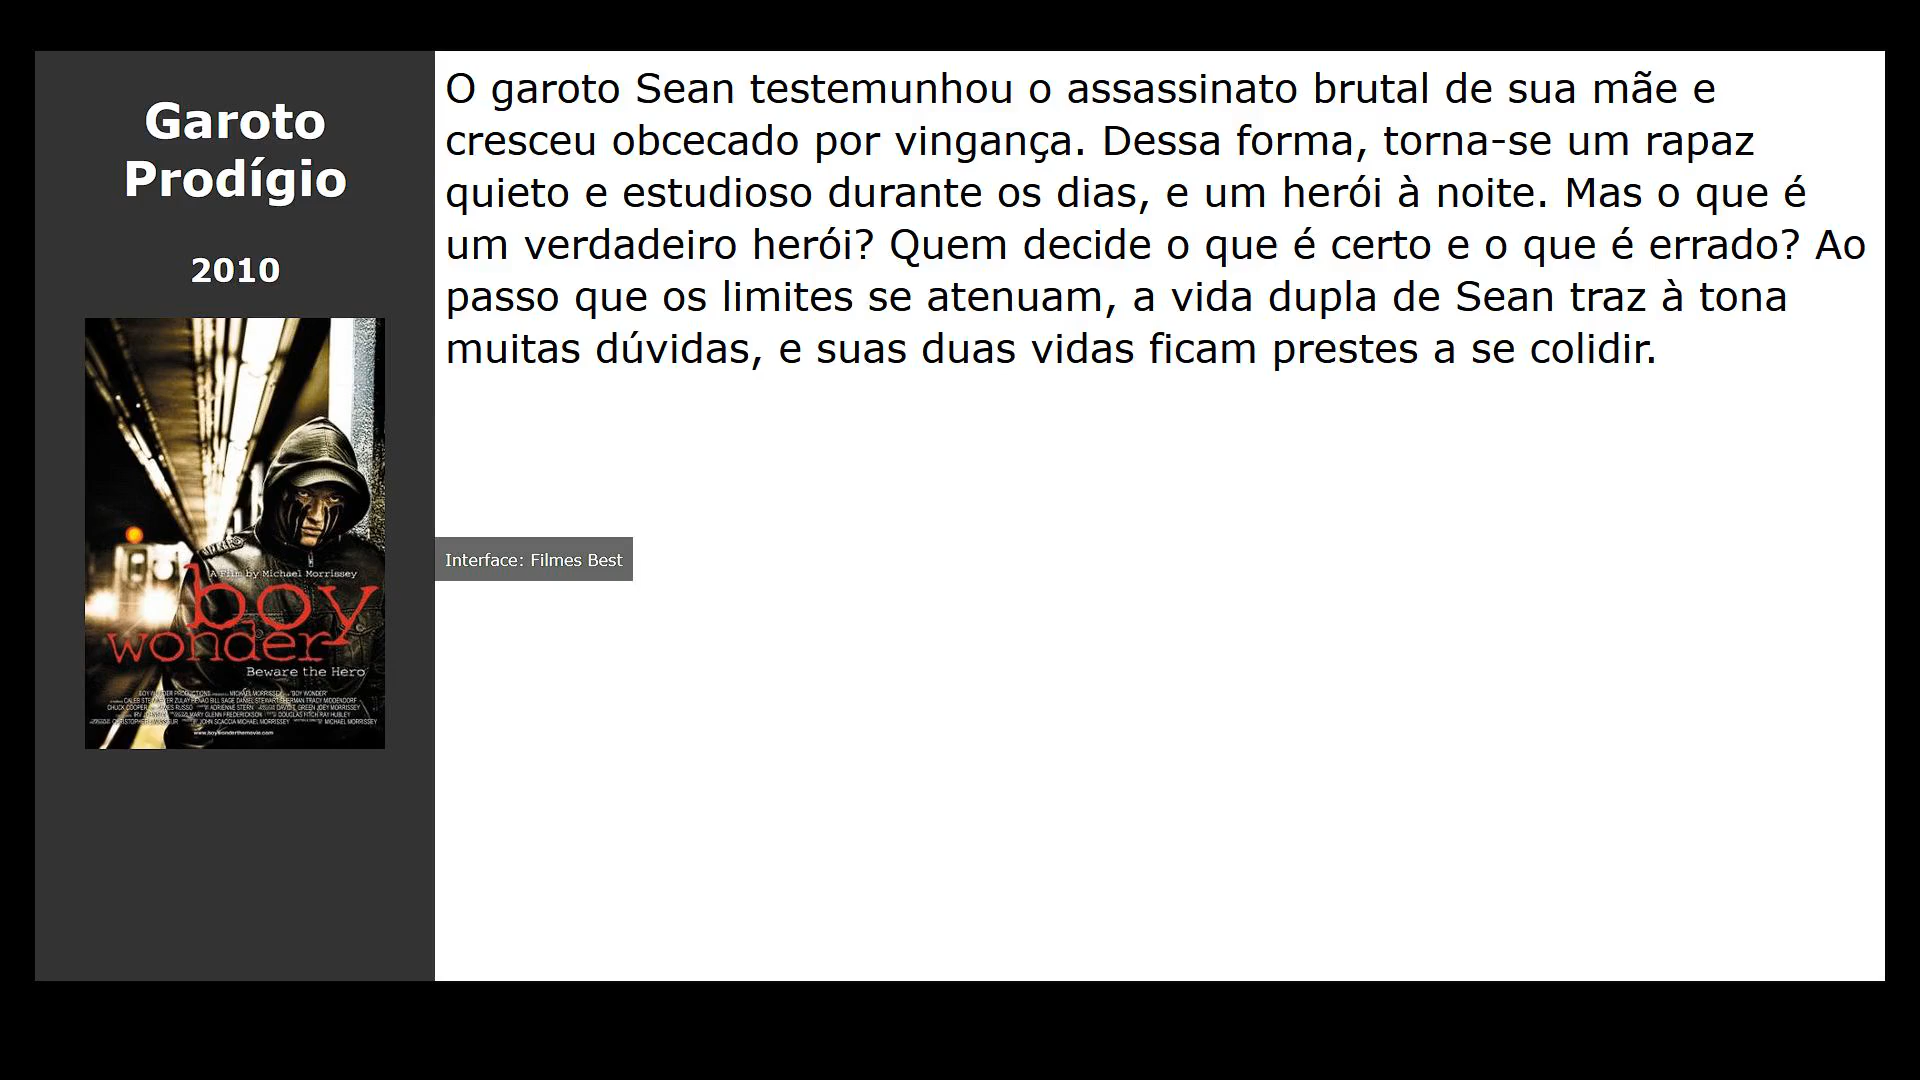 Garoto
Prodígio
2010
A Film by Michael Morrissey
boy
wonder
Beware the Hero
www.boywonderthemovie.com
O garoto Sean testemunhou o assassinato brutal de sua mãe e
cresceu obcecado por vingança. Dessa forma, torna-se um rapaz
quieto e estudioso durante os dias, e um herói à noite. Mas o que é
um verdadeiro herói? Quem decide o que é certo e o que é errado? Ao
passo que os limites se atenuam, a vida dupla de Sean traz à tona
muitas dúvidas, e suas duas vidas ficam prestes a se colidir.
Interface: Filmes Best